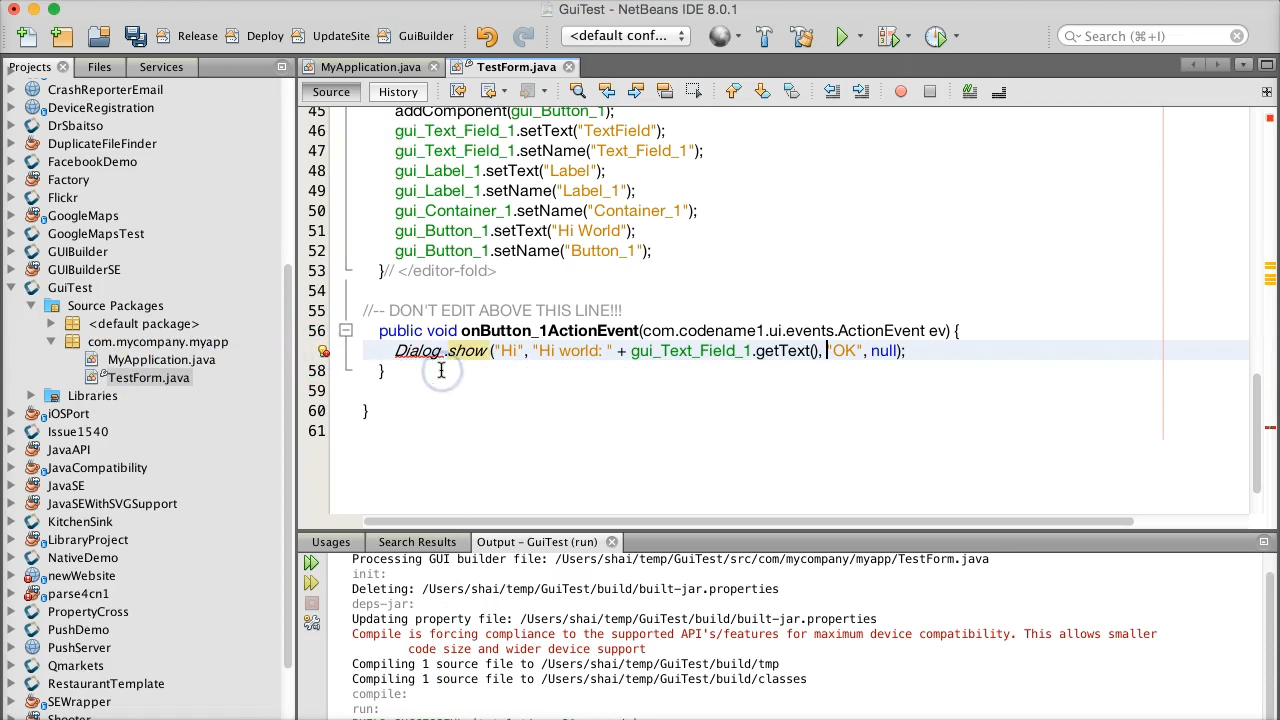 GuiTest - NetBeans IDE 8.0.1
Release Deploy UpdateSite GuiBuilder <default conf... Search (⌘+I)
Projects Files Services
MyApplication.java TestForm.java
Source History
CrashReporterEmail
DeviceRegistration
DrSbaitso
DuplicateFileFinder
FacebookDemo
Factory
Flickr
GoogleMaps
GoogleMapsTest
GUIBuilder
GUIBuilderSE
GuiTest
Source Packages
<default package>
com.mycompany.myapp
MyApplication.java
TestForm.java
Libraries
iOSPort
Issue1540
JavaAPI
JavaCompatibility
JavaSE
JavaSEWithSVGSupport
KitchenSink
LibraryProject
NativeDemo
newWebsite
parse4cn1
PropertyCross
PushDemo
PushServer
Qmarkets
RestaurantTemplate
SEWrapper
Shooter
45 addComponent(gui_Button_1);
46 gui_Text_Field_1.setText("TextField");
47 gui_Text_Field_1.setName("Text_Field_1");
48 gui_Label_1.setText("Label");
49 gui_Label_1.setName("Label_1");
50 gui_Container_1.setName("Container_1");
51 gui_Button_1.setText("Hi World");
52 gui_Button_1.setName("Button_1");
53 }// </editor-fold>
54
55 //-- DON'T EDIT ABOVE THIS LINE!!!
56 public void onButton_1ActionEvent(com.codename1.ui.events.ActionEvent ev) {
Dialog.show ("Hi", "Hi world: " + gui_Text_Field_1.getText(), "OK", null);
58 }
59
60 }
61
Usages Search Results Output - GuiTest (run)
Processing GUI builder file: /Users/shai/temp/GuiTest/src/com/mycompany/myapp/TestForm.java
init:
Deleting: /Users/shai/temp/GuiTest/build/built-jar.properties
deps-jar:
Updating property file: /Users/shai/temp/GuiTest/build/built-jar.properties
Compile is forcing compliance to the supported API's/features for maximum device compatibility. This allows smaller
code size and wider device support
Compiling 1 source file to /Users/shai/temp/GuiTest/build/tmp
Compiling 1 source file to /Users/shai/temp/GuiTest/build/classes
compile:
run: